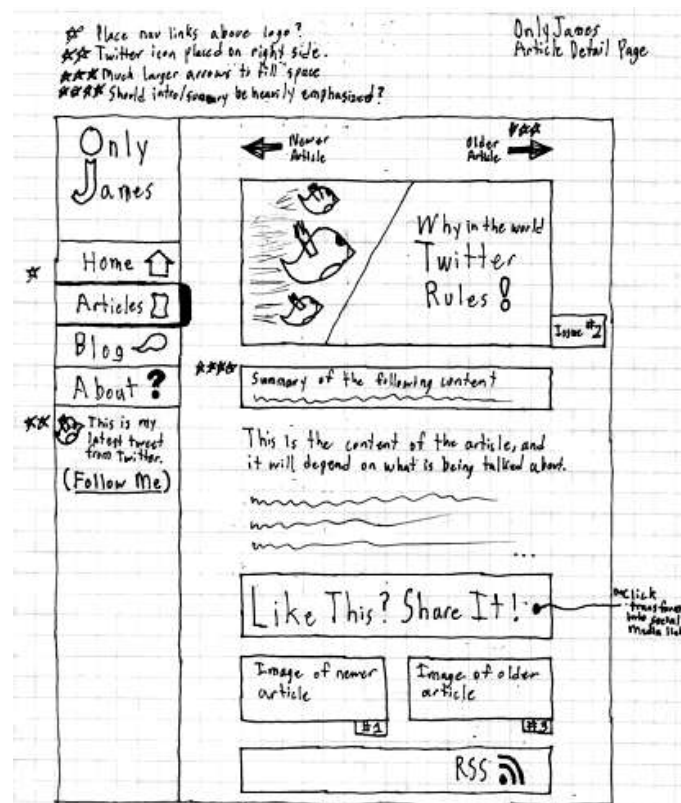 * Place nav links above logo?
** Twitter icon placed on right side.
*** Much larger arrows to fill space
**** Should intro/summary be heavily emphasized?
OnlyJames
Article Detail Page
Only
James
Newer
Article
***
Older
Article
Why in the world
Twitter
Rules!
Issue #2
*
Home
Articles
Blog
About ?
****
Summary of the following content
**
This is my
latest tweet
from Twitter.
(Follow Me)
This is the content of the article, and
it will depend on what is being talked about.
...
Like This? Share It!
onClick
into social
media
Image of newer
article
#1
Image of older
article
#3
RSS